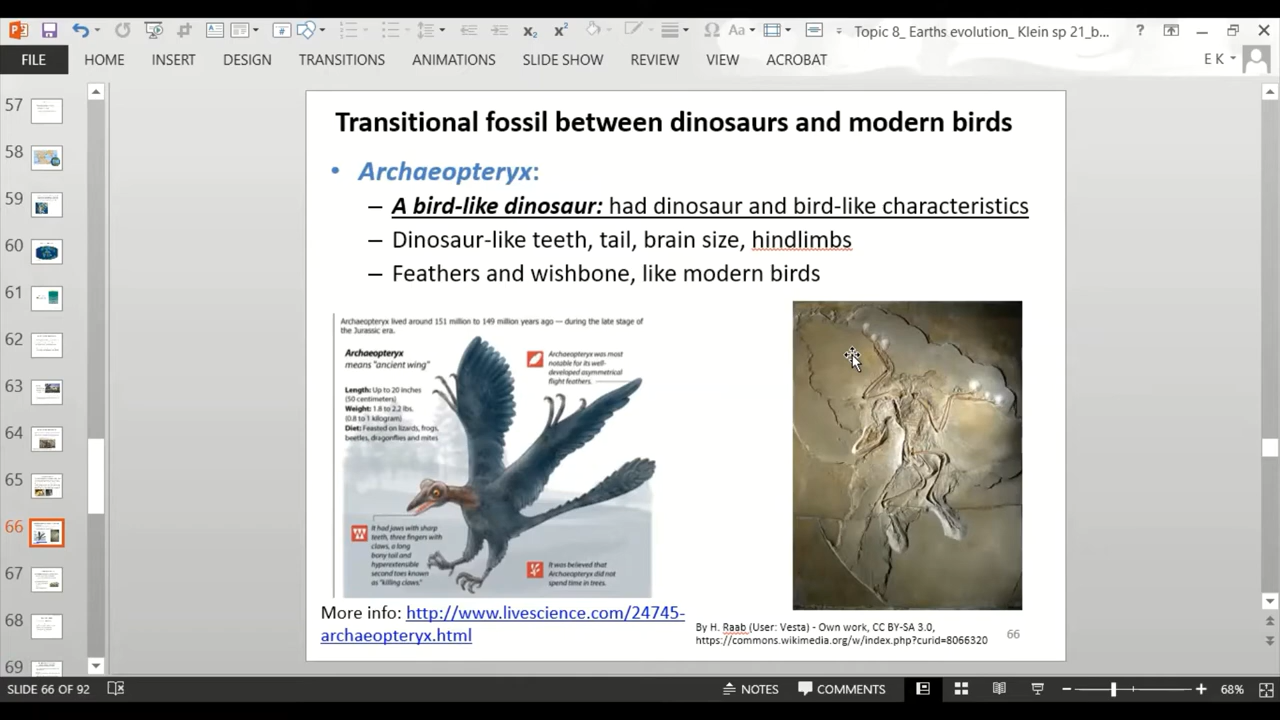 Topic 8_ Earths evolution_ Klein sp 21_b...
FILE
HOME
INSERT
DESIGN
TRANSITIONS
ANIMATIONS
SLIDE SHOW
REVIEW
VIEW
ACROBAT
E K
57
58
59
60
61
62
63
64
65
66
67
68
69
Transitional fossil between dinosaurs and modern birds
• Archaeopteryx:
– A bird-like dinosaur: had dinosaur and bird-like characteristics
– Dinosaur-like teeth, tail, brain size, hindlimbs
– Feathers and wishbone, like modern birds
Archaeopteryx lived around 151 million to 149 million years ago — during the late stage of
the Jurassic era.
Archaeopteryx
means "ancient wing"
Length: Up to 20 inches
(50 centimeters)
Weight: 1.8 to 2.2 lbs.
(0.8 to 1 kilogram)
Diet: Feasted on lizards, frogs,
beetles, dragonflies and mites
Archaeopteryx was most
notable for its well-
developed asymmetrical
flight feathers.
It had jaws with sharp
teeth, three fingers with
claws, a long
bony tail and
hyperextensible
second toes known
as "killing claws."
It was believed that
Archaeopteryx did not
spend time in trees.
More info: http://www.livescience.com/24745-
archaeopteryx.html
By H. Raab (User: Vesta) - Own work, CC BY-SA 3.0,
https://commons.wikimedia.org/w/index.php?curid=8066320
66
SLIDE 66 OF 92
NOTES
COMMENTS
68%